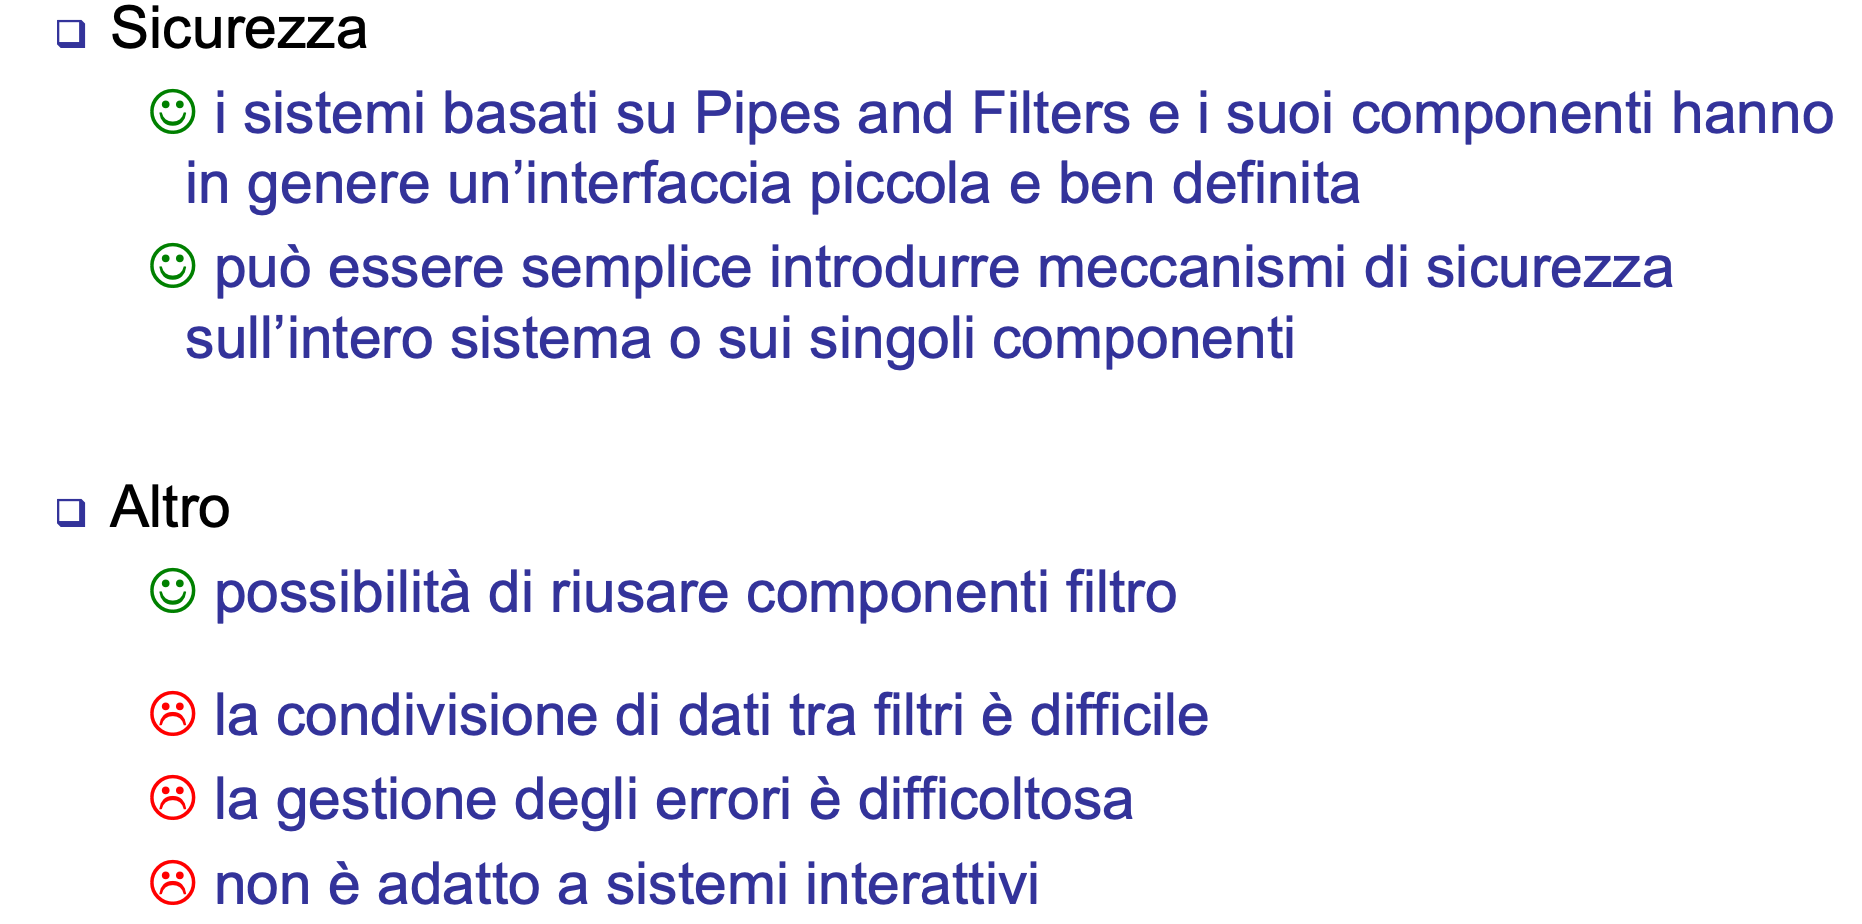 Sicurezza
i sistemi basati su Pipes and Filters e i suoi componenti hanno
in genere un’interfaccia piccola e ben definita
può essere semplice introdurre meccanismi di sicurezza
sull’intero sistema o sui singoli componenti
Altro
possibilità di riusare componenti filtro
la condivisione di dati tra filtri è difficile
la gestione degli errori è difficoltosa
non è adatto a sistemi interattivi